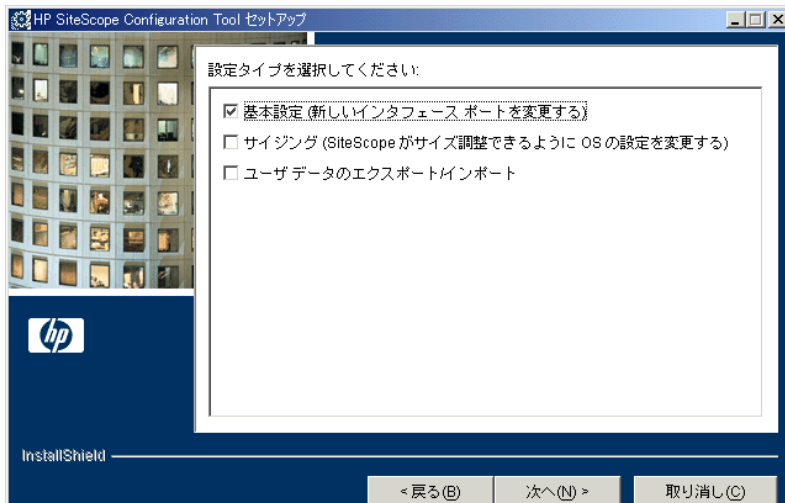 HP SiteScope Configuration Tool セットアップ
設定タイプを選択してください:
基本設定 (新しいインタフェース ポートを変更する)
サイジング (SiteScope がサイズ調整できるように OS の設定を変更する)
ユーザ データのエクスポート/インポート
hp
InstallShield
< 戻る(B)
次へ(N) >
取り消し(C)